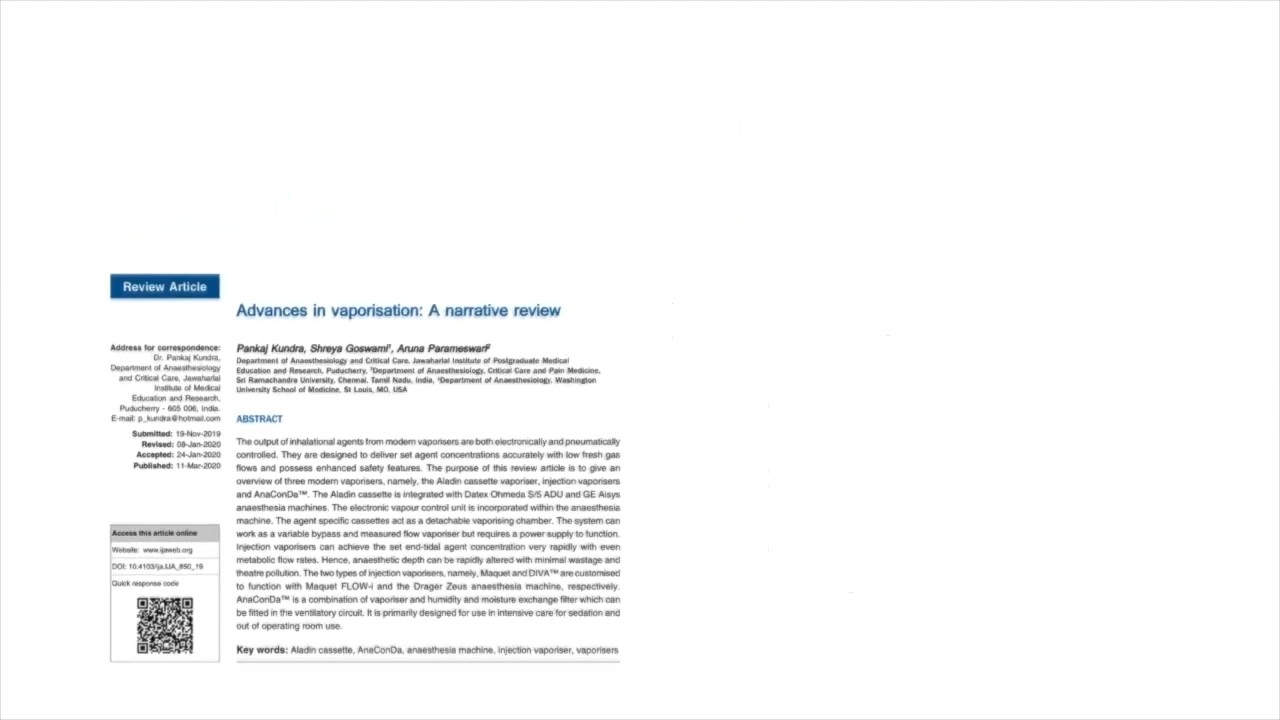 Review Article
Advances in vaporisation: A narrative review
Address for correspondence:
Dr. Pankaj Kundra,
Department of Anaesthesiology
and Critical Care, Jawaharlal
Institute of Medical
Education and Research,
Puducherry - 605 006, India.
E-mail: p_kundra@hotmail.com
Submitted: 19-Nov-2019
Revised: 08-Jan-2020
Accepted: 24-Jan-2020
Published: 11-Mar-2020
Access this article online
Website: www.ijaweb.org
DOI: 10.4103/ija.IJA_850_19
Quick response code
Pankaj Kundra, Shreya Goswami¹, Aruna Parameswari²
Department of Anaesthesiology and Critical Care, Jawaharlal Institute of Postgraduate Medical
Education and Research, Puducherry, ²Department of Anaesthesiology, Critical Care and Pain Medicine,
Sri Ramachandra University, Chennai, Tamil Nadu, India, ¹Department of Anaesthesiology, Washington
University School of Medicine, St Louis, MO, USA
ABSTRACT
The output of inhalational agents from modern vaporisers are both electronically and pneumatically
controlled. They are designed to deliver set agent concentrations accurately with low fresh gas
flows and possess enhanced safety features. The purpose of this review article is to give an
overview of three modern vaporisers, namely, the Aladin cassette vaporiser, injection vaporisers
and AnaConDa™. The Aladin cassette is integrated with Datex Ohmeda S/5 ADU and GE Aisys
anaesthesia machines. The electronic vapour control unit is incorporated within the anaesthesia
machine. The agent specific cassettes act as a detachable vaporising chamber. The system can
work as a variable bypass and measured flow vaporiser but requires a power supply to function.
Injection vaporisers can achieve the set end-tidal agent concentration very rapidly with even
metabolic flow rates. Hence, anaesthetic depth can be rapidly altered with minimal wastage and
theatre pollution. The two types of injection vaporisers, namely, Maquet and DIVA™ are customised
to function with Maquet FLOW-i and the Drager Zeus anaesthesia machine, respectively.
AnaConDa™ is a combination of vaporiser and humidity and moisture exchange filter which can
be fitted in the ventilatory circuit. It is primarily designed for use in intensive care for sedation and
out of operating room use.
Key words: Aladin cassette, AnaConDa, anaesthesia machine, injection vaporiser, vaporisers